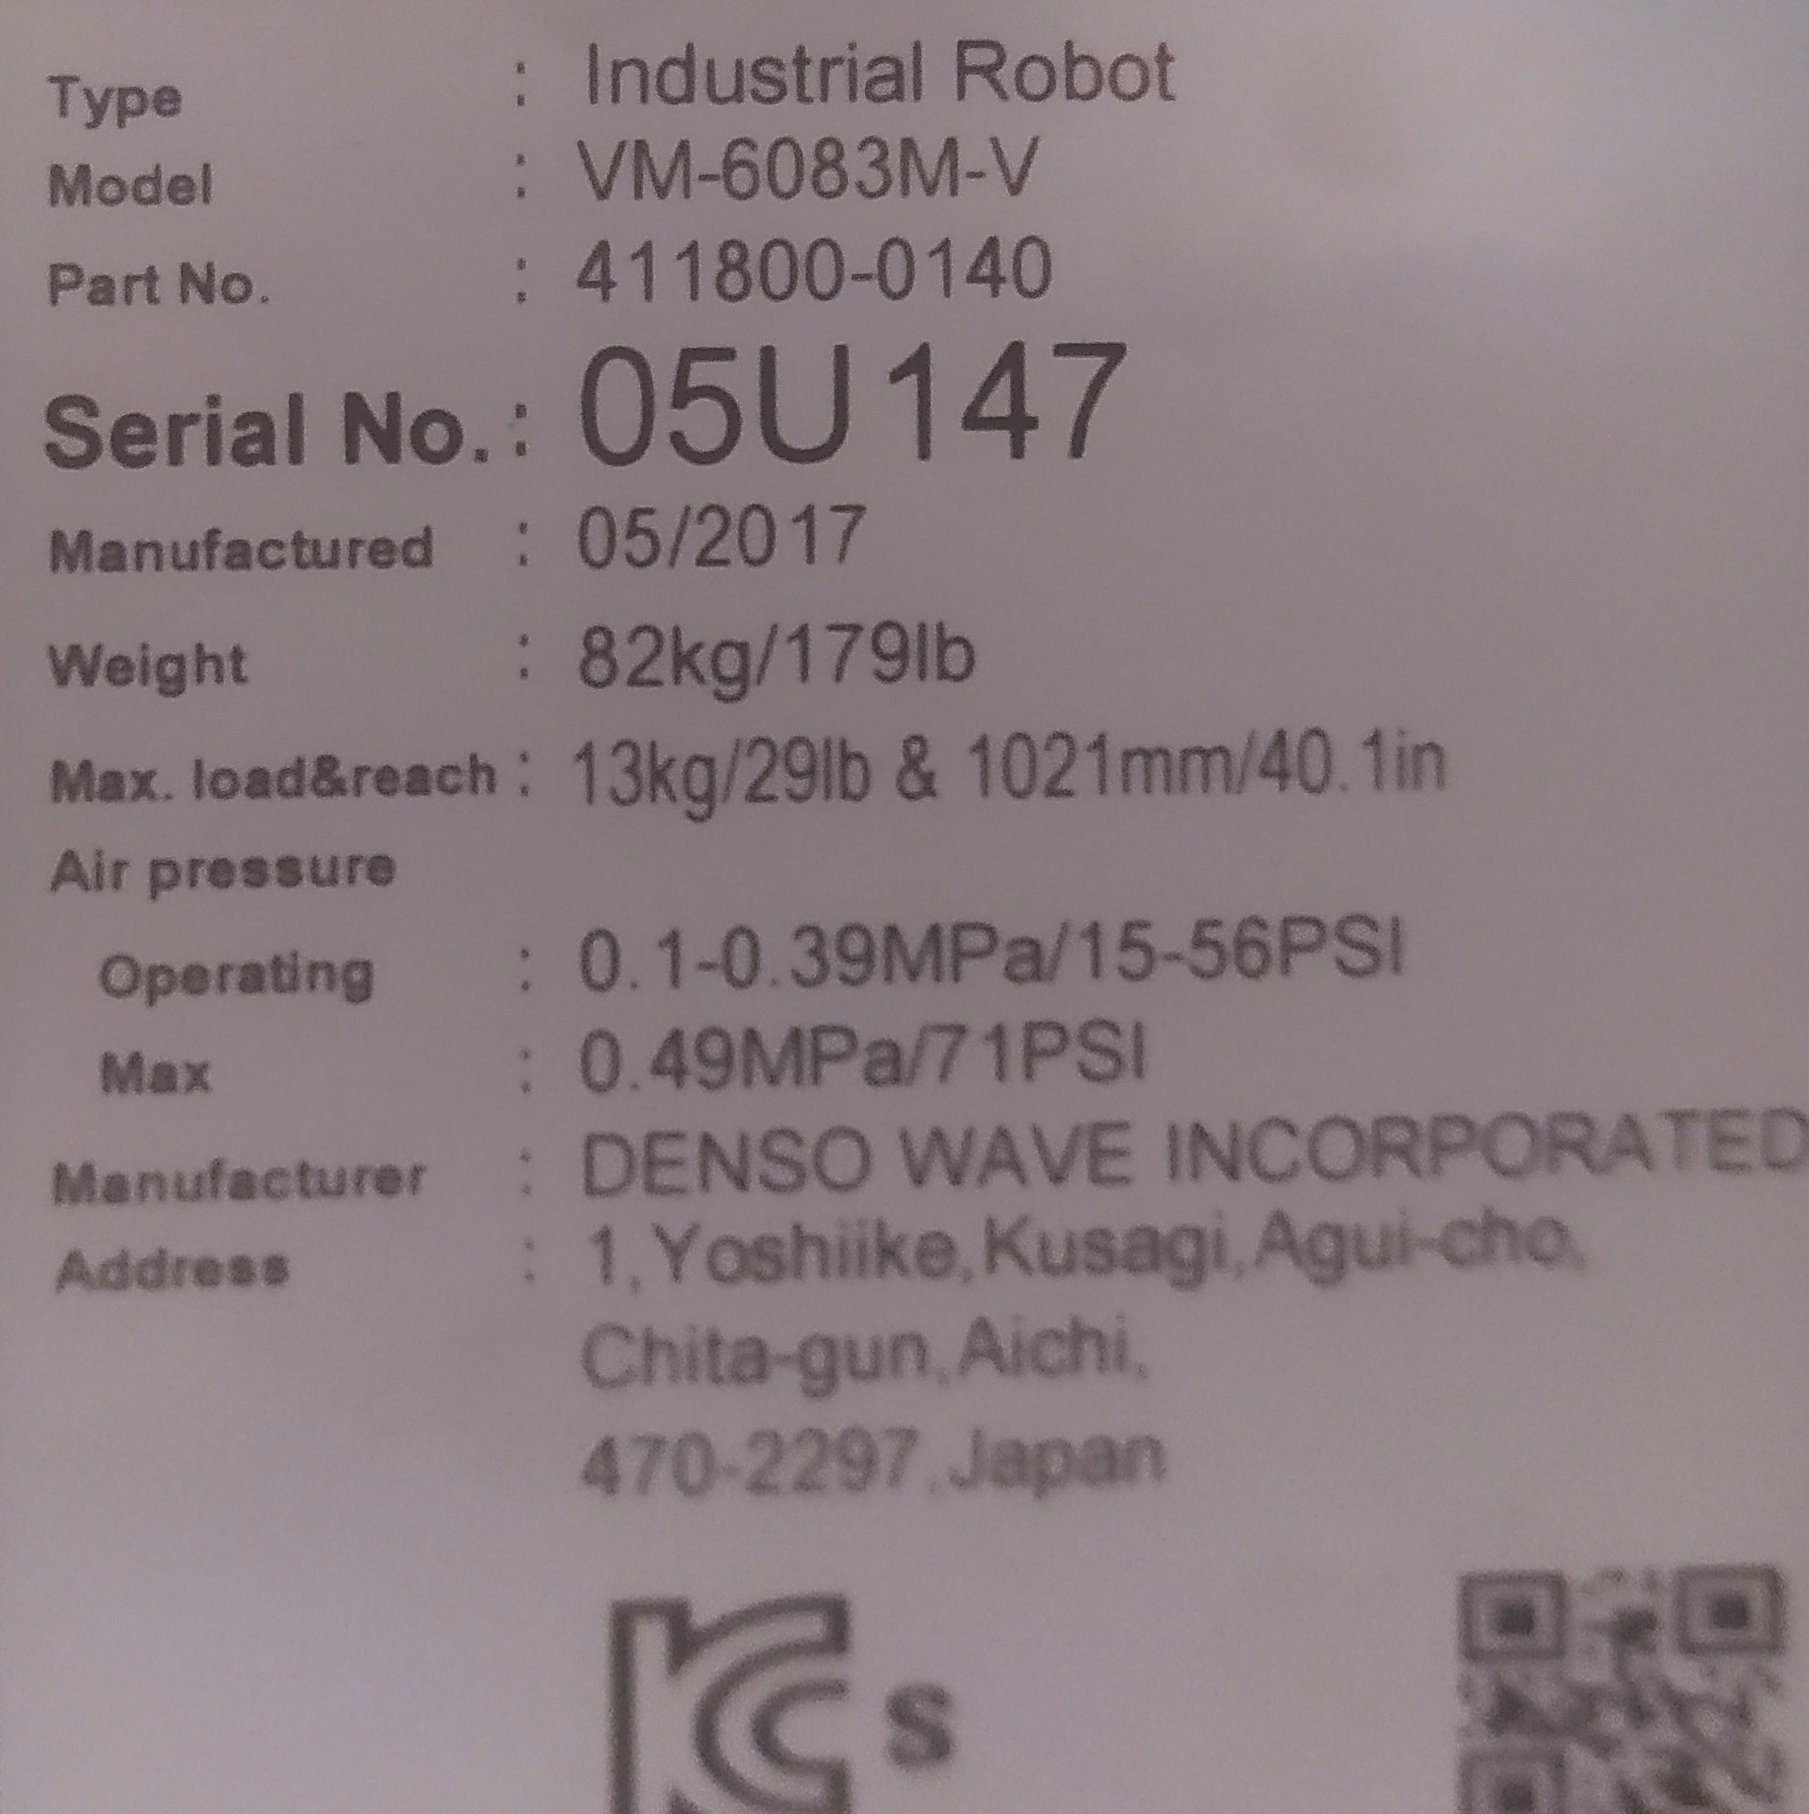 Type : Industrial Robot
Model : VM-6083M-V
Part No. : 411800-0140
Serial No. : 05U147
Manufactured : 05/2017
Weight : 82kg/179lb
Max. load&reach : 13kg/29lb & 1021mm/40.1in
Air pressure
Operating : 0.1-0.39MPa/15-56PSI
Max : 0.49MPa/71PSI
Manufacturer : DENSO WAVE INCORPORATED
Address : 1,Yoshiike,Kusagi,Agui-cho,
Chita-gun,Aichi,
470-2297,Japan
KC s